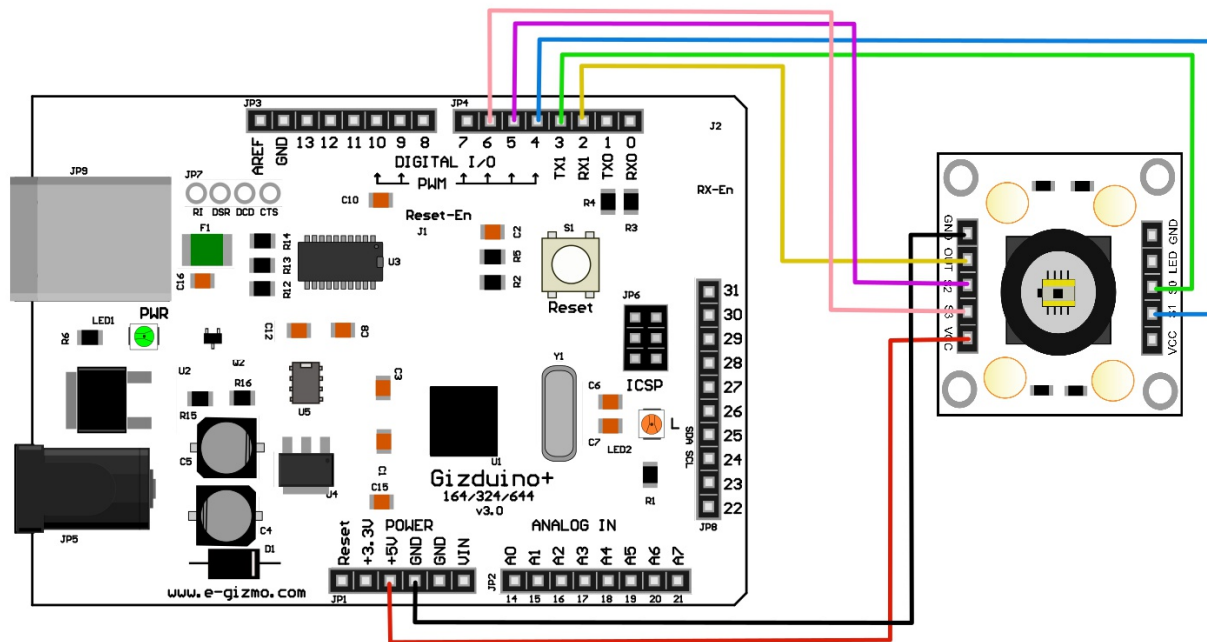 JP3
JP4
J2
AREF GND 13 12 11 10 9 8
7 6 5 4 3 2 1 0
TX1 RX1 TX0 RX0
DIGITAL I/O
PWM
JP9
JP7
RI DSR DCD CTS
C10
Reset-En
J1
R4
R3
RX-En
F1
R14
R13
R12
C16
U3
C2
R5
R2
S1
Reset
JP6
ICSP
PWR
LED1
R6
C12
C8
Q2
U2
R15
R16
U5
C3
Y1
C6
C7
LED2
L
R1
31
30
29
28
27
26
25
24
23
22
SDA SCL
JP8
C5
C1
U4
C15
U1
Gizduino+
164/324/644
v3.0
C4
D1
JP5
POWER
Reset +3.3V +5V GND GND VIN
JP1
ANALOG IN
A0 A1 A2 A3 A4 A5 A6 A7
JP2
14 15 16 17 18 19 20 21
www.e-gizmo.com
GND OUT S2 S3 VCC
GND LED S0 S1 VCC